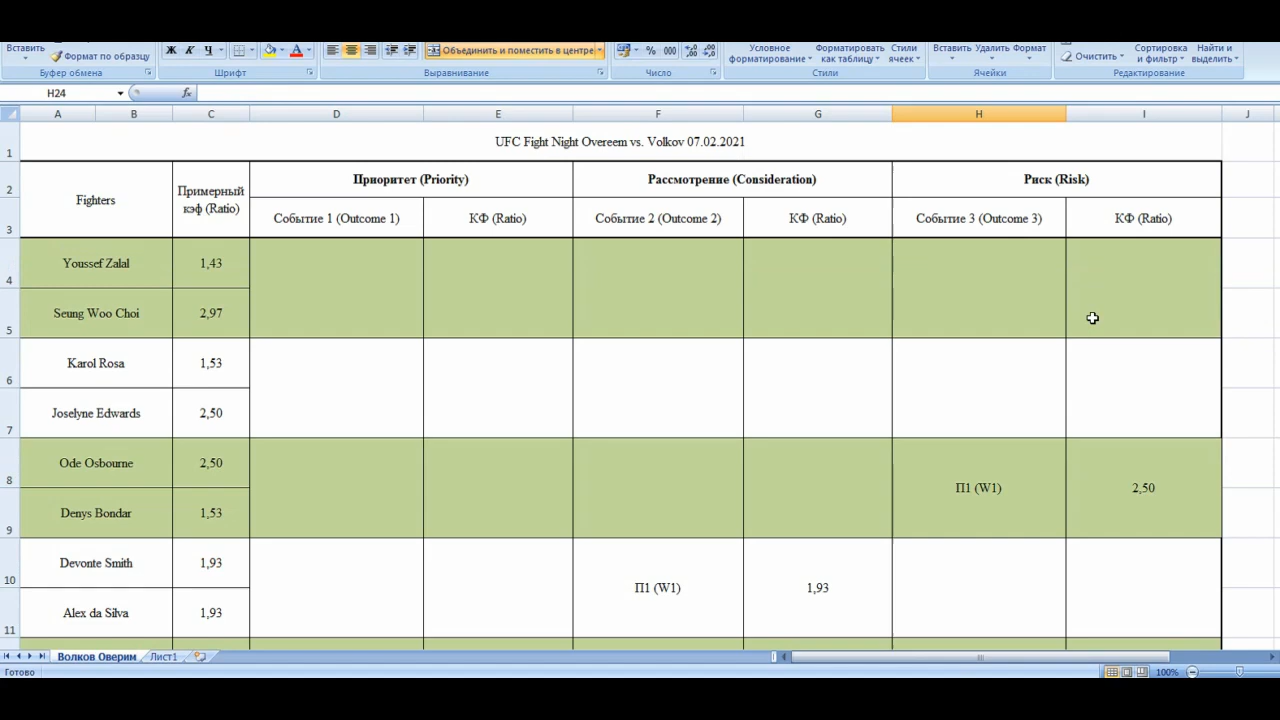 Вставить
Формат по образцу
Буфер обмена
Ж К Ч
А
Шрифт
Объединить и поместить в центре
Выравнивание
% 000
Число
Условное форматирование
Форматировать как таблицу
Стили ячеек
Стили
Вставить Удалить Формат
Ячейки
Очистить
Сортировка и фильтр
Найти и выделить
Редактирование
H24
fx
A B C D E F G H I J
1 UFC Fight Night Overeem vs. Volkov 07.02.2021
2 Fighters Примерный кэф (Ratio) Приоритет (Priority) Рассмотрение (Consideration) Риск (Risk)
3 Событие 1 (Outcome 1) КФ (Ratio) Событие 2 (Outcome 2) КФ (Ratio) Событие 3 (Outcome 3) КФ (Ratio)
4 Youssef Zalal 1,43
5 Seung Woo Choi 2,97
6 Karol Rosa 1,53
7 Joselyne Edwards 2,50
8 Ode Osbourne 2,50 П1 (W1) 2,50
9 Denys Bondar 1,53
10 Devonte Smith 1,93 П1 (W1) 1,93
11 Alex da Silva 1,93
Волков Оверим Лист1
Готово
100%